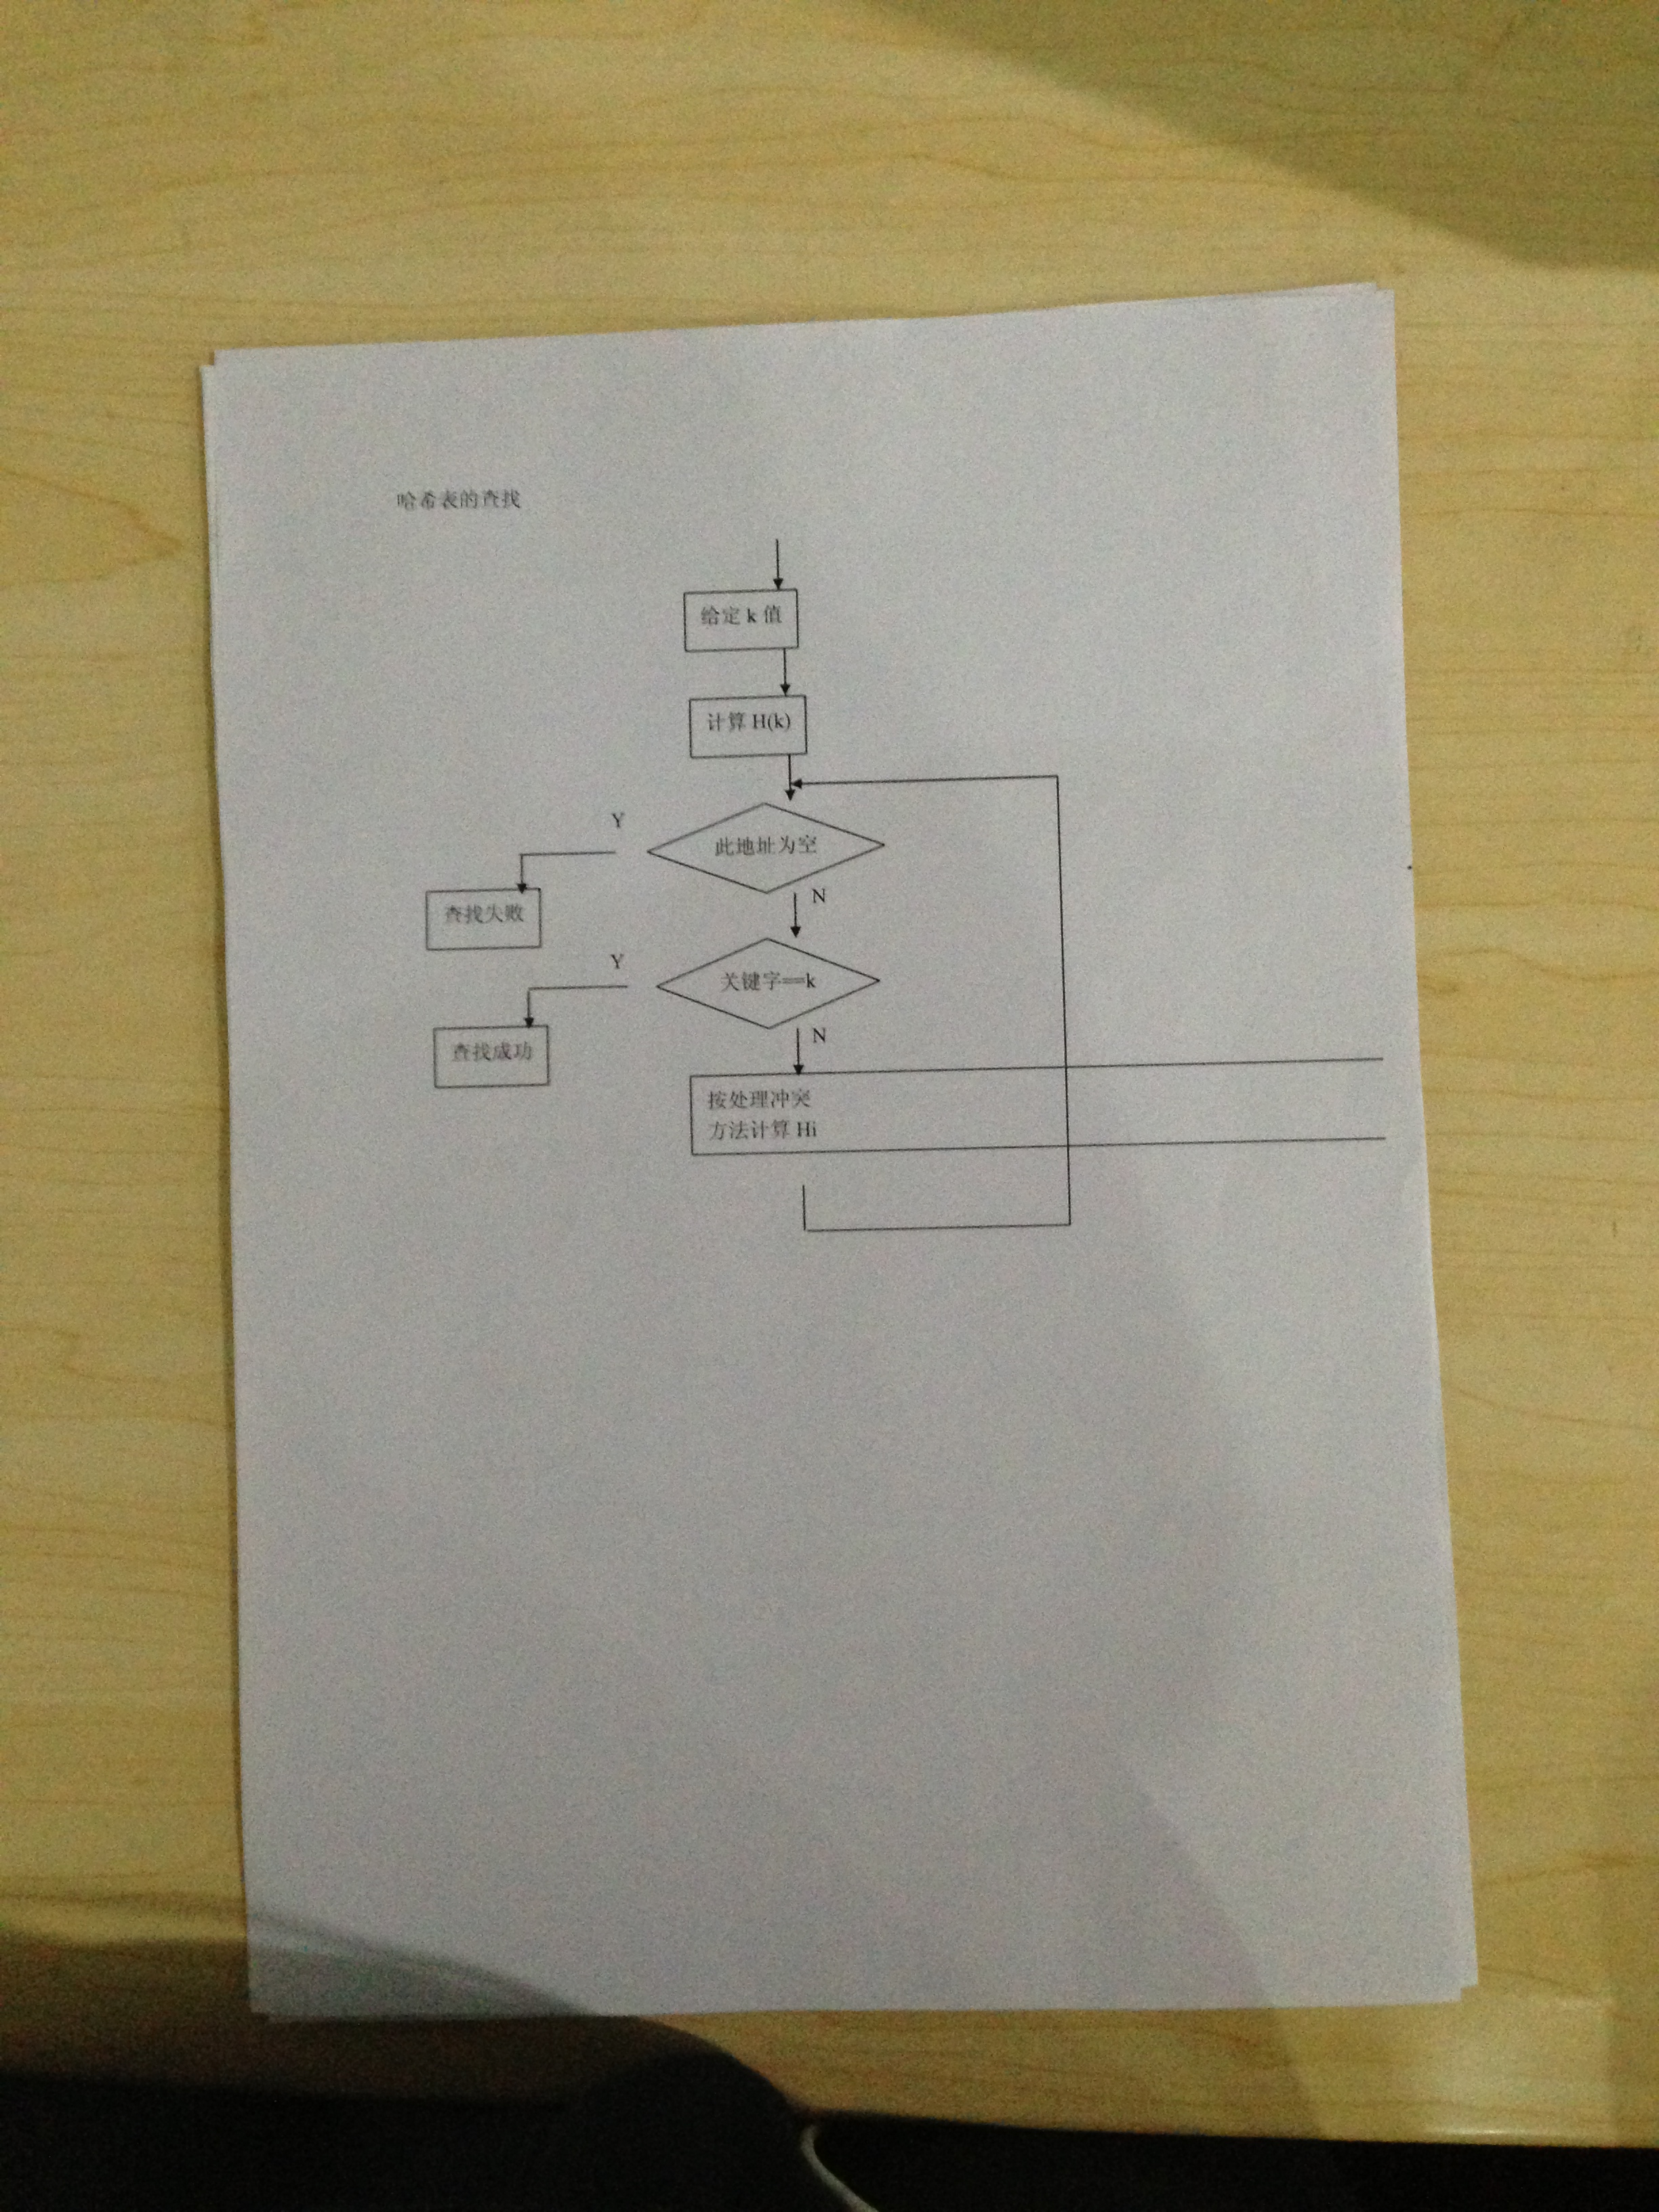 哈希表的查找
给定 k 值
计算 H(k)
Y
此地址为空
N
查找失败
Y
关键字==k
N
查找成功
按处理冲突
方法计算 Hi